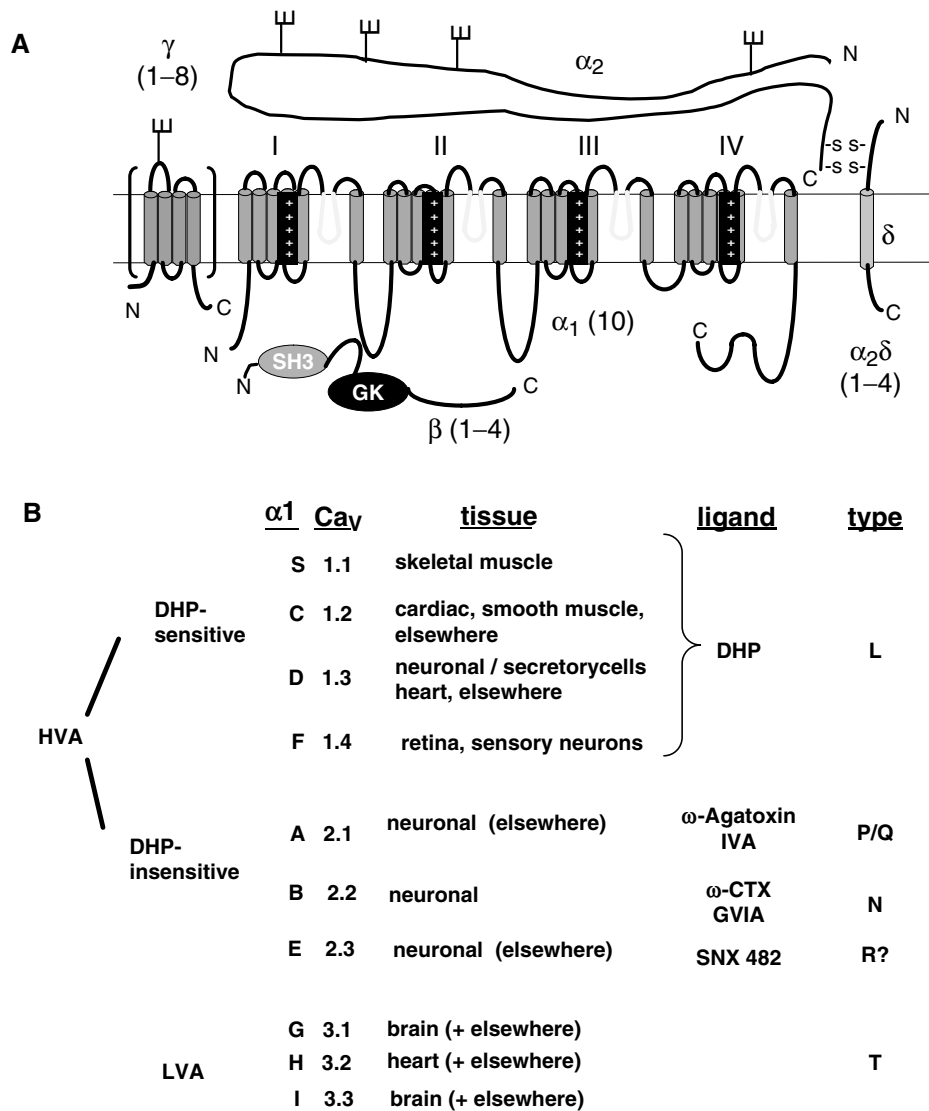 A
γ
(1–8)
α2
N
I
II
III
IV
N
-S S-
-S S-
C
δ
+ + + + +
+ + + + +
+ + + + +
+ + + + +
N
C
N
α1 (10)
C
C
α2δ
(1–4)
SH3
N
GK
C
β (1–4)
B
α1 CaV tissue ligand type
S 1.1 skeletal muscle
DHP-
sensitive
C 1.2 cardiac, smooth muscle,
elsewhere
DHP L
D 1.3 neuronal / secretorycells
heart, elsewhere
HVA
F 1.4 retina, sensory neurons
A 2.1 neuronal (elsewhere) ω-Agatoxin
IVA P/Q
DHP-
insensitive
B 2.2 neuronal ω-CTX
GVIA N
E 2.3 neuronal (elsewhere) SNX 482 R?
G 3.1 brain (+ elsewhere)
LVA H 3.2 heart (+ elsewhere) T
I 3.3 brain (+ elsewhere)